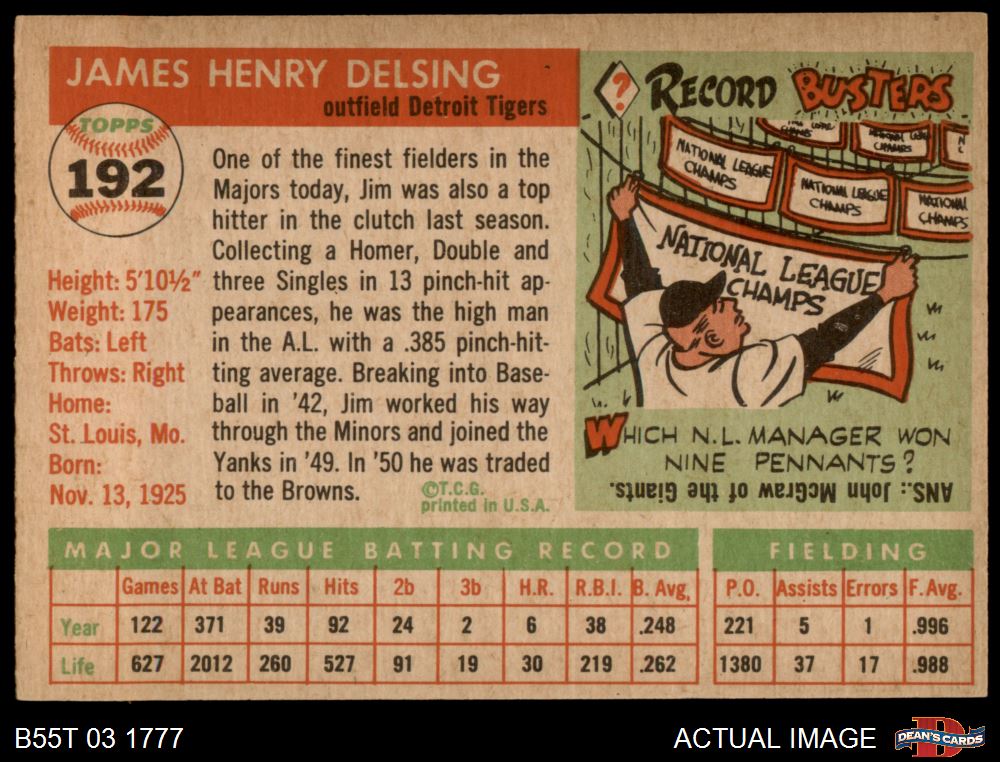 JAMES HENRY DELSING
outfield Detroit Tigers
TOPPS
192
Height: 5'10½"
Weight: 175
Bats: Left
Throws: Right
Home:
St. Louis, Mo.
Born:
Nov. 13, 1925
One of the finest fielders in the
Majors today, Jim was also a top
hitter in the clutch last season.
Collecting a Homer, Double and
three Singles in 13 pinch-hit ap-
pearances, he was the high man
in the A.L. with a .385 pinch-hit-
ting average. Breaking into Base-
ball in '42, Jim worked his way
through the Minors and joined the
Yanks in '49. In '50 he was traded
to the Browns.
©T.C.G.
printed in U.S.A.
? RECORD BUSTERS
CHAMPS
CHAMPS
N
L
NATIONAL LEAGUE
CHAMPS
NATIONAL LEAGUE
CHAMPS
NATIONAL
CHAMPS
NATIONAL LEAGUE
CHAMPS
WHICH N.L. MANAGER WON
NINE PENNANTS?
ANS.: John McGraw of the Giants.
MAJOR LEAGUE BATTING RECORD
Games At Bat Runs Hits 2b 3b H.R. R.B.I. B. Avg.
Year 122 371 39 92 24 2 6 38 .248
Life 627 2012 260 527 91 19 30 219 .262
FIELDING
P.O. Assists Errors F. Avg.
221 5 1 .996
1380 37 17 .988
B55T 03 1777
ACTUAL IMAGE
D
DEAN'S CARDS